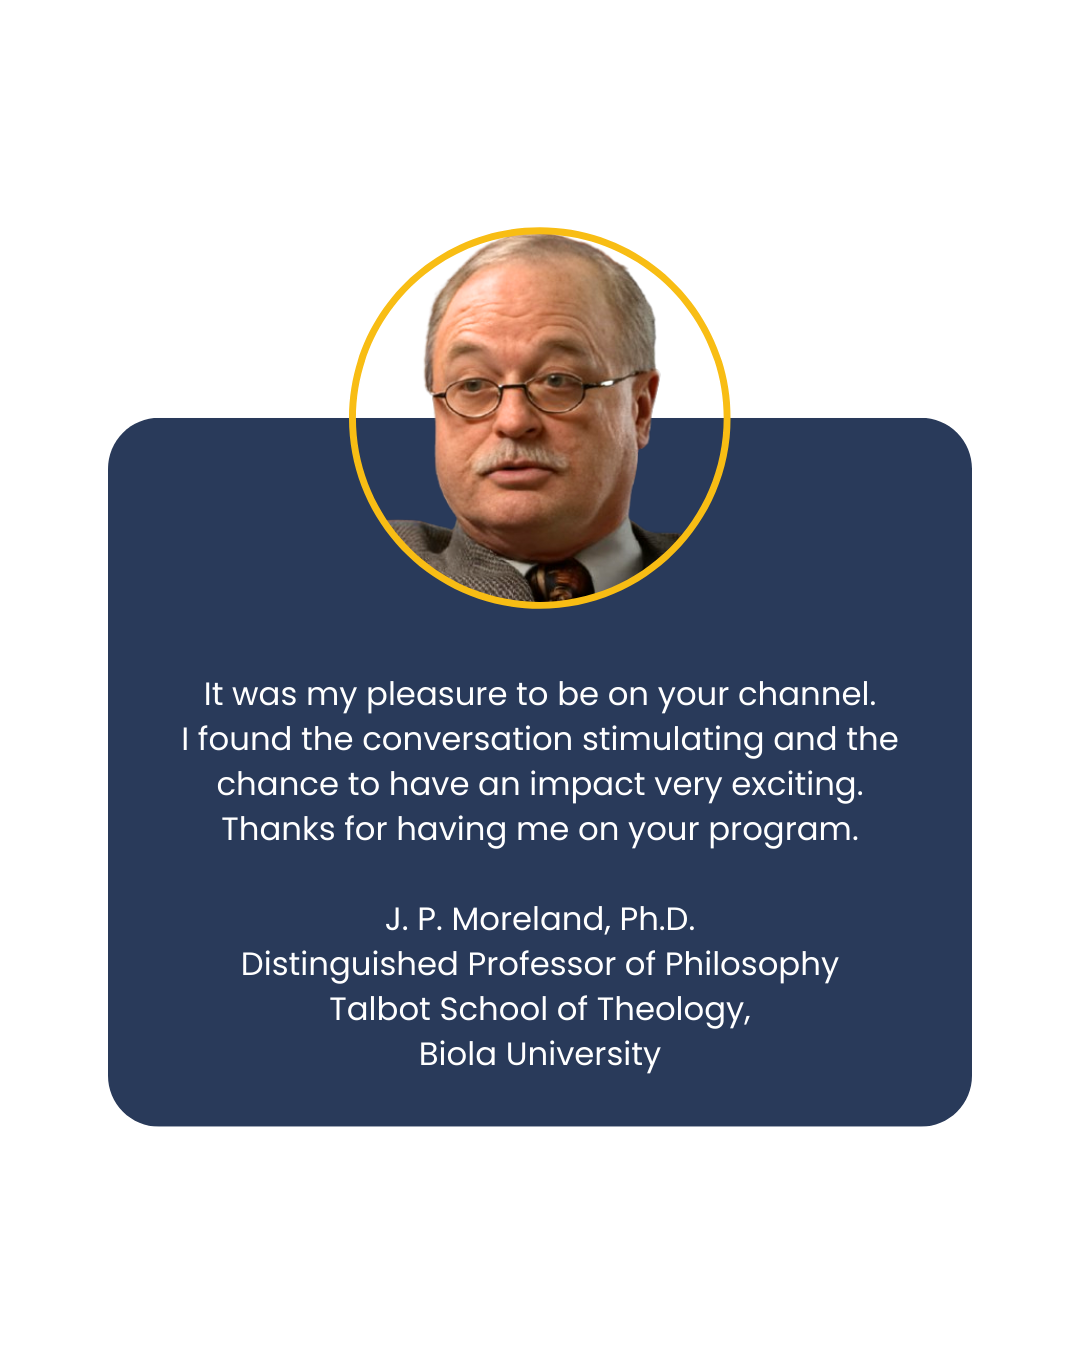 It was my pleasure to be on your channel.
I found the conversation stimulating and the
chance to have an impact very exciting.
Thanks for having me on your program.
J. P. Moreland, Ph.D.
Distinguished Professor of Philosophy
Talbot School of Theology,
Biola University